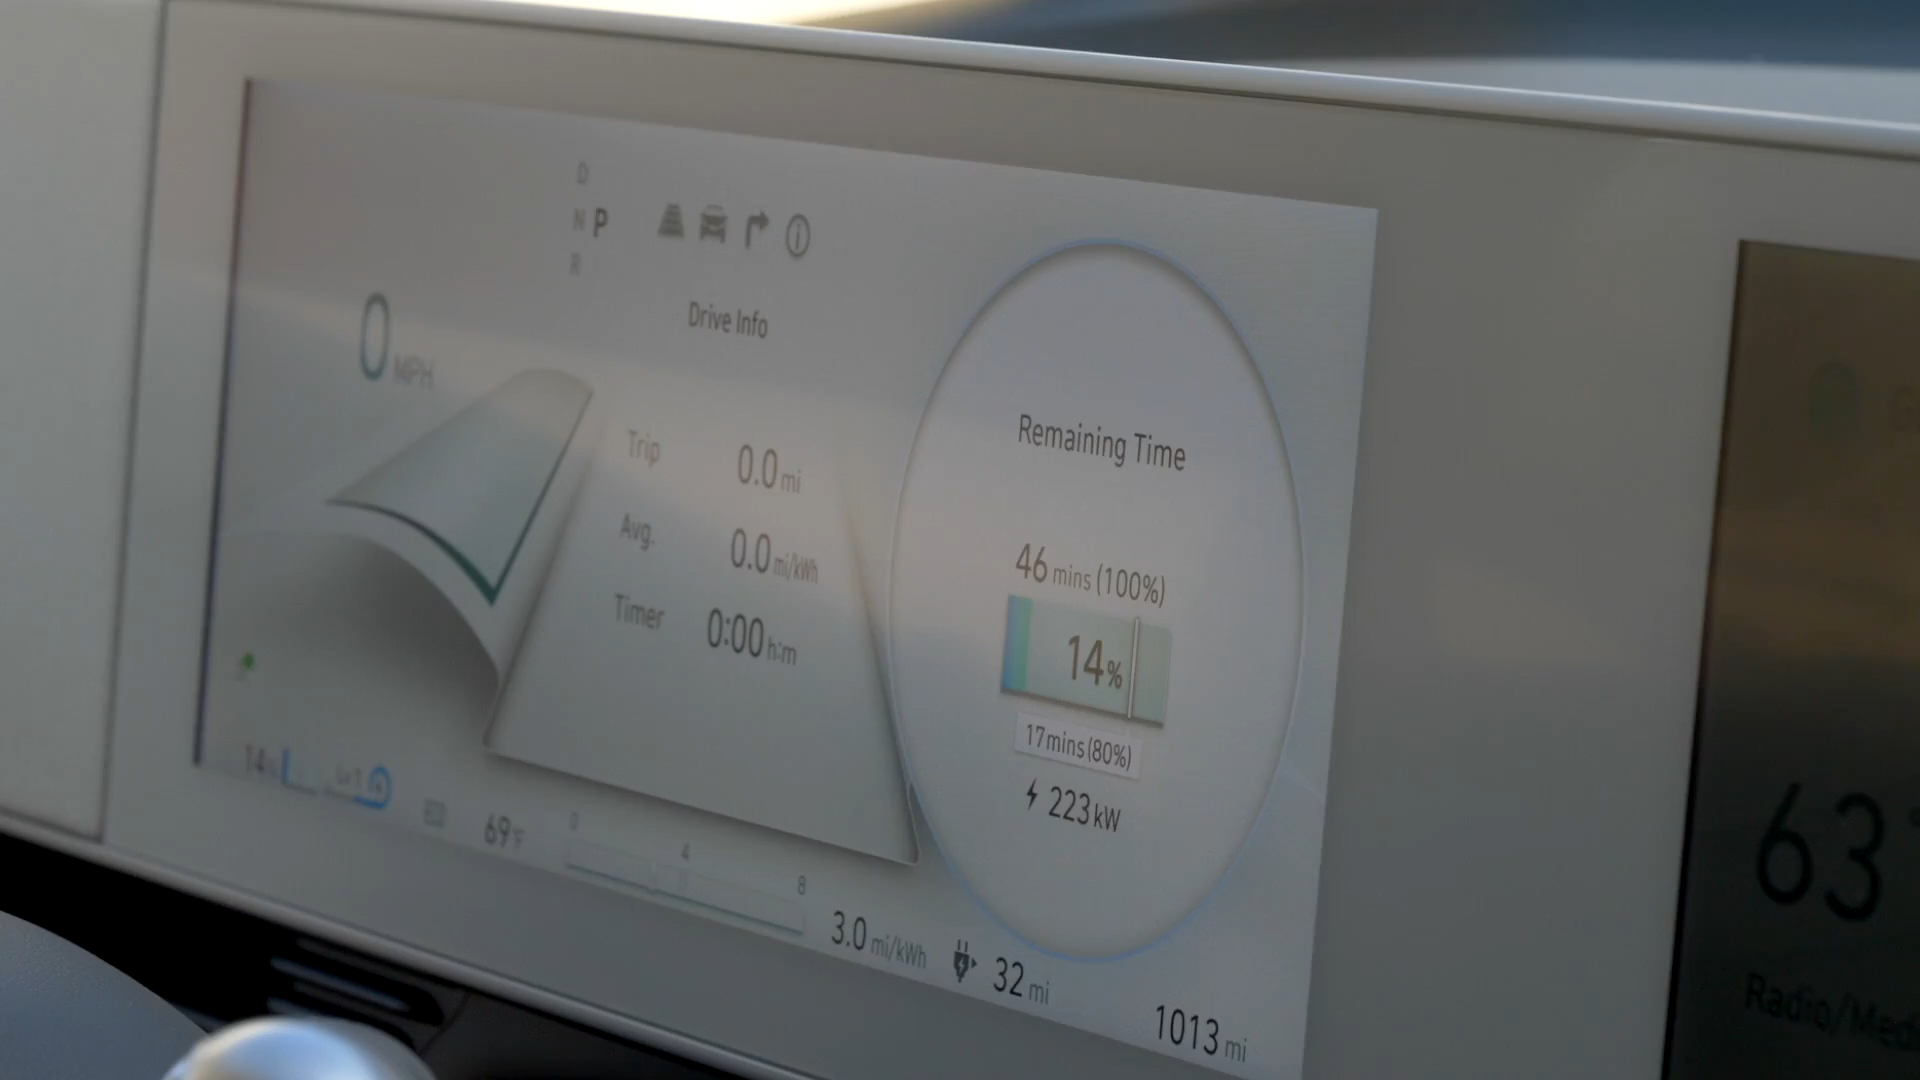 D
N P
R
0 MPH
Drive Info
Trip 0.0 mi
Avg. 0.0 mi/kWh
Timer 0:00 h:m
Remaining Time
46 mins (100%)
14%
17mins(80%)
223 kW
14%
69°F
0
4
8
3.0 mi/kWh
32 mi
1013 mi
63°